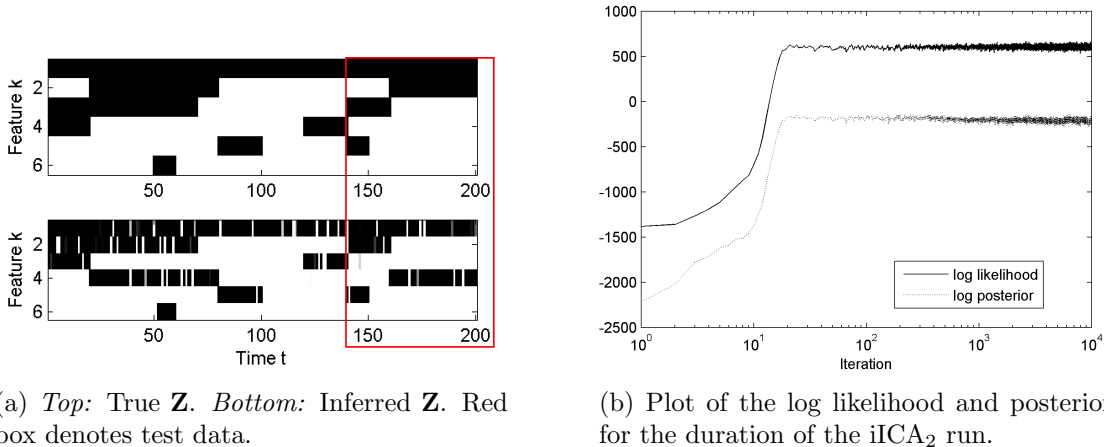 Feature k
2
4
6
50
100
150
200
Feature k
2
4
6
50
100
150
200
Time t
1000
500
0
-500
-1000
-1500
-2000
-2500
log likelihood
log posterior
10^0
10^1
10^2
10^3
10^4
Iteration
(a) Top: True Z. Bottom: Inferred Z. Red
box denotes test data.
(b) Plot of the log likelihood and posterior
for the duration of the iICA₂ run.